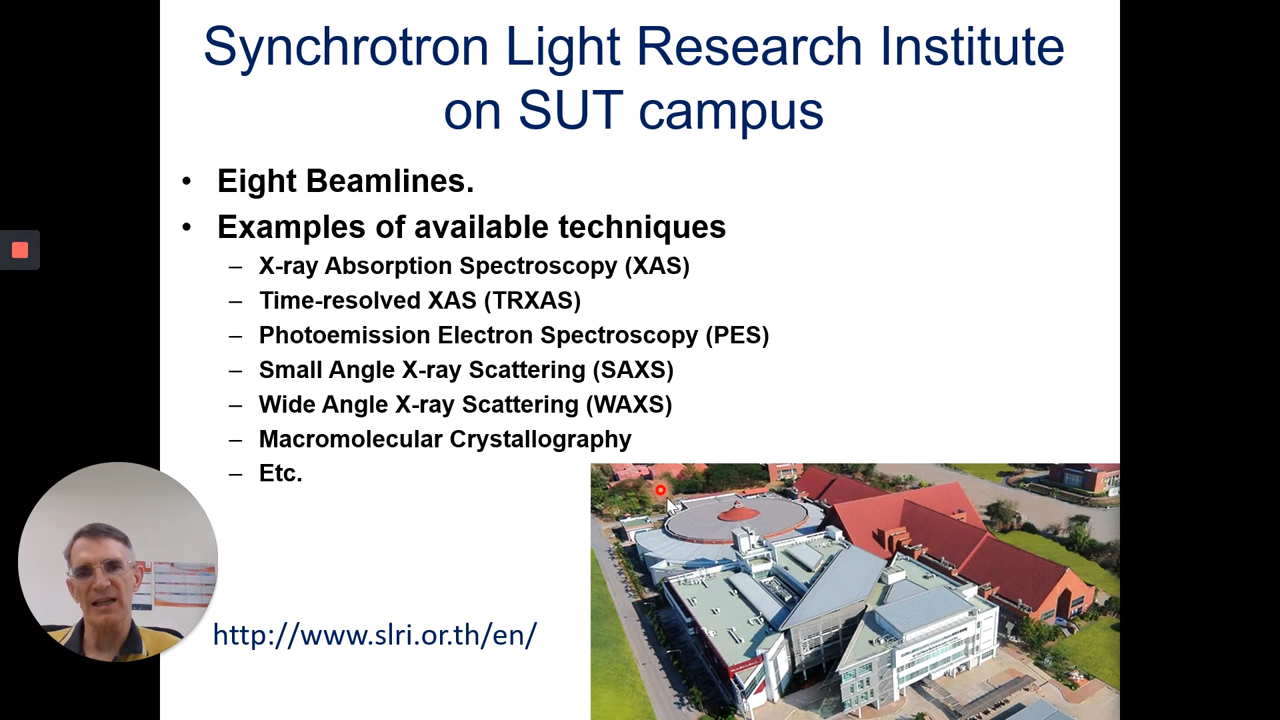 Synchrotron Light Research Institute
on SUT campus
• Eight Beamlines.
• Examples of available techniques
– X-ray Absorption Spectroscopy (XAS)
– Time-resolved XAS (TRXAS)
– Photoemission Electron Spectroscopy (PES)
– Small Angle X-ray Scattering (SAXS)
– Wide Angle X-ray Scattering (WAXS)
– Macromolecular Crystallography
– Etc.
http://www.slri.or.th/en/